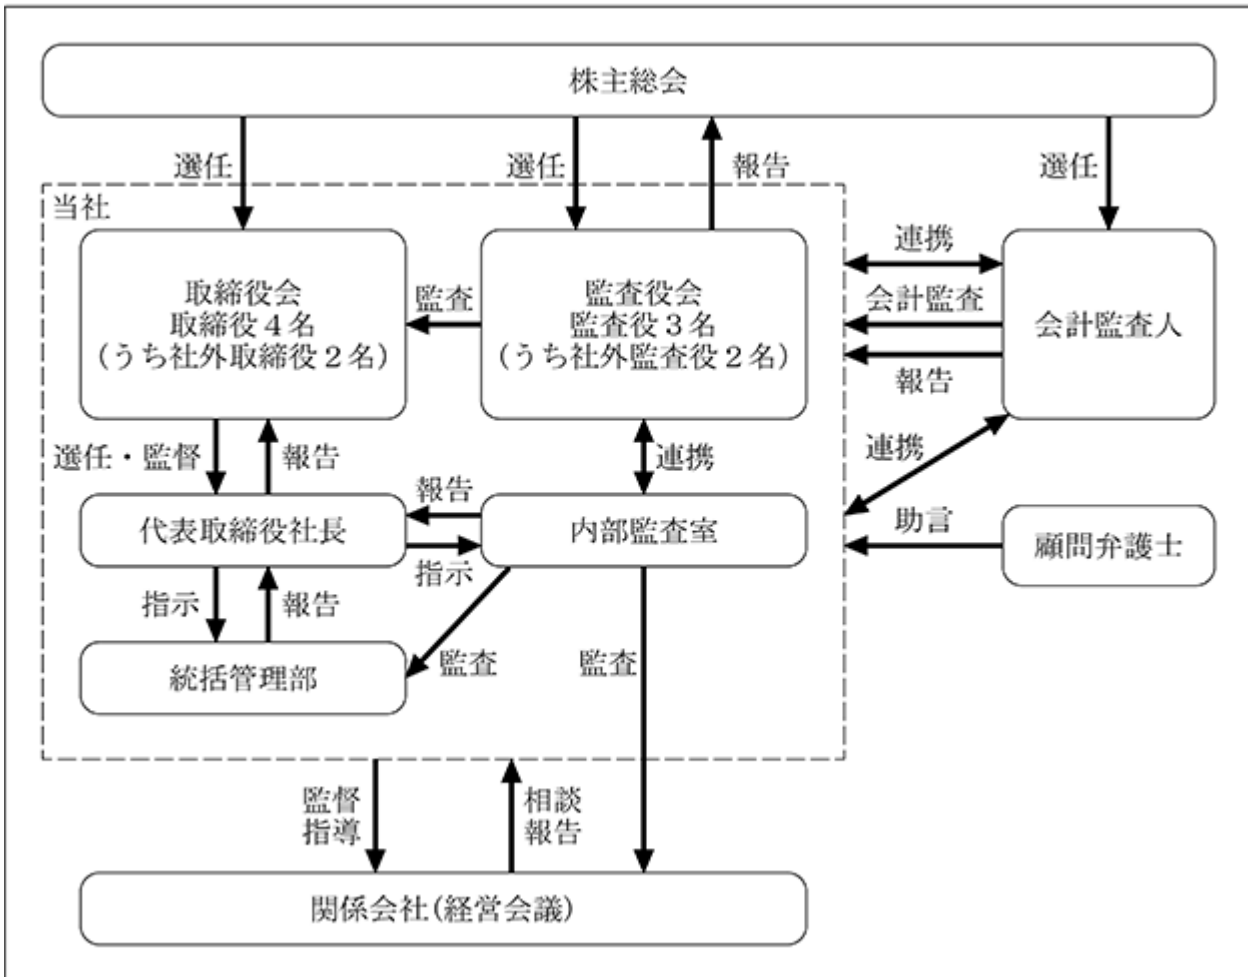 株主総会
選任
選任
報告
選任
当社
取締役会
取締役4名
(うち社外取締役2名)
監査
監査役会
監査役3名
(うち社外監査役2名)
連携
会計監査
報告
会計監査人
選任・監督
報告
連携
連携
代表取締役社長
報告
指示
内部監査室
助言
顧問弁護士
指示
報告
統括管理部
監査
監査
監督
指導
相談
報告
関係会社(経営会議)